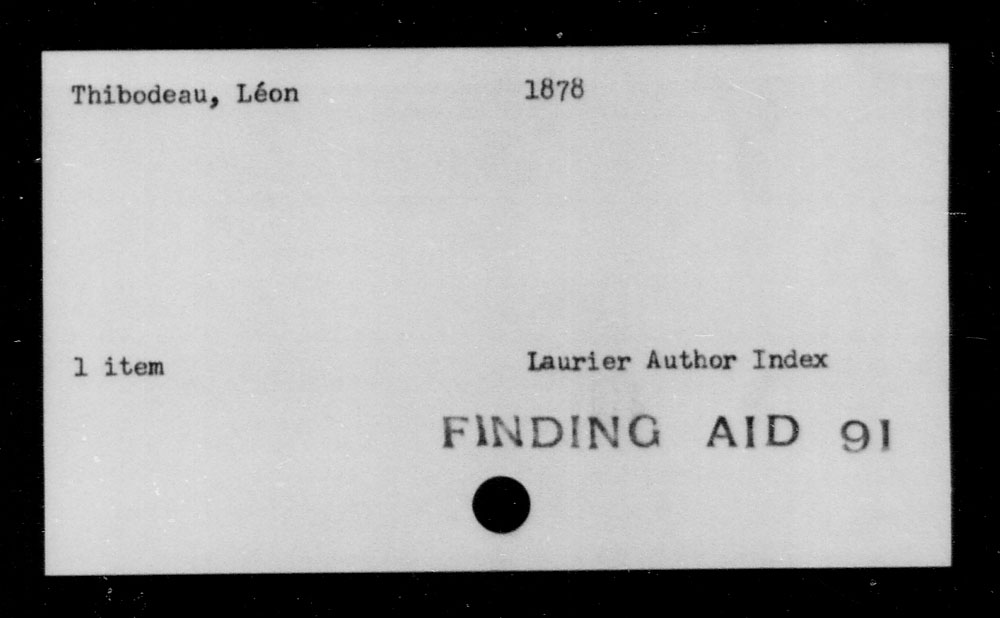 Thibodeau, Léon 1878
1 item Laurier Author Index
FINDING AID 91